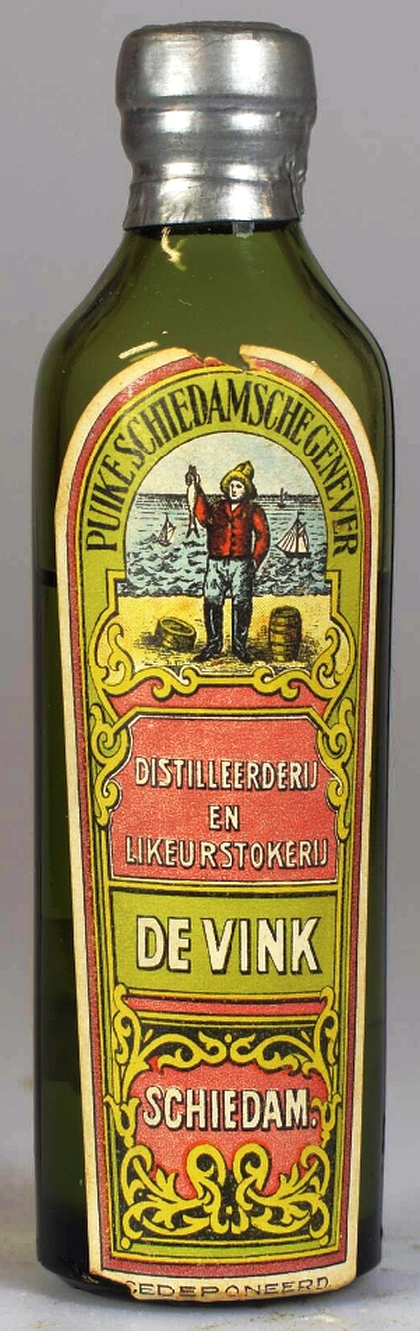 PUIKE SCHIEDAMSCHE GENEVER
DISTILLEERDERIJ
EN
LIKEURSTOKERIJ
DE VINK
SCHIEDAM.
GEDEPONEERD